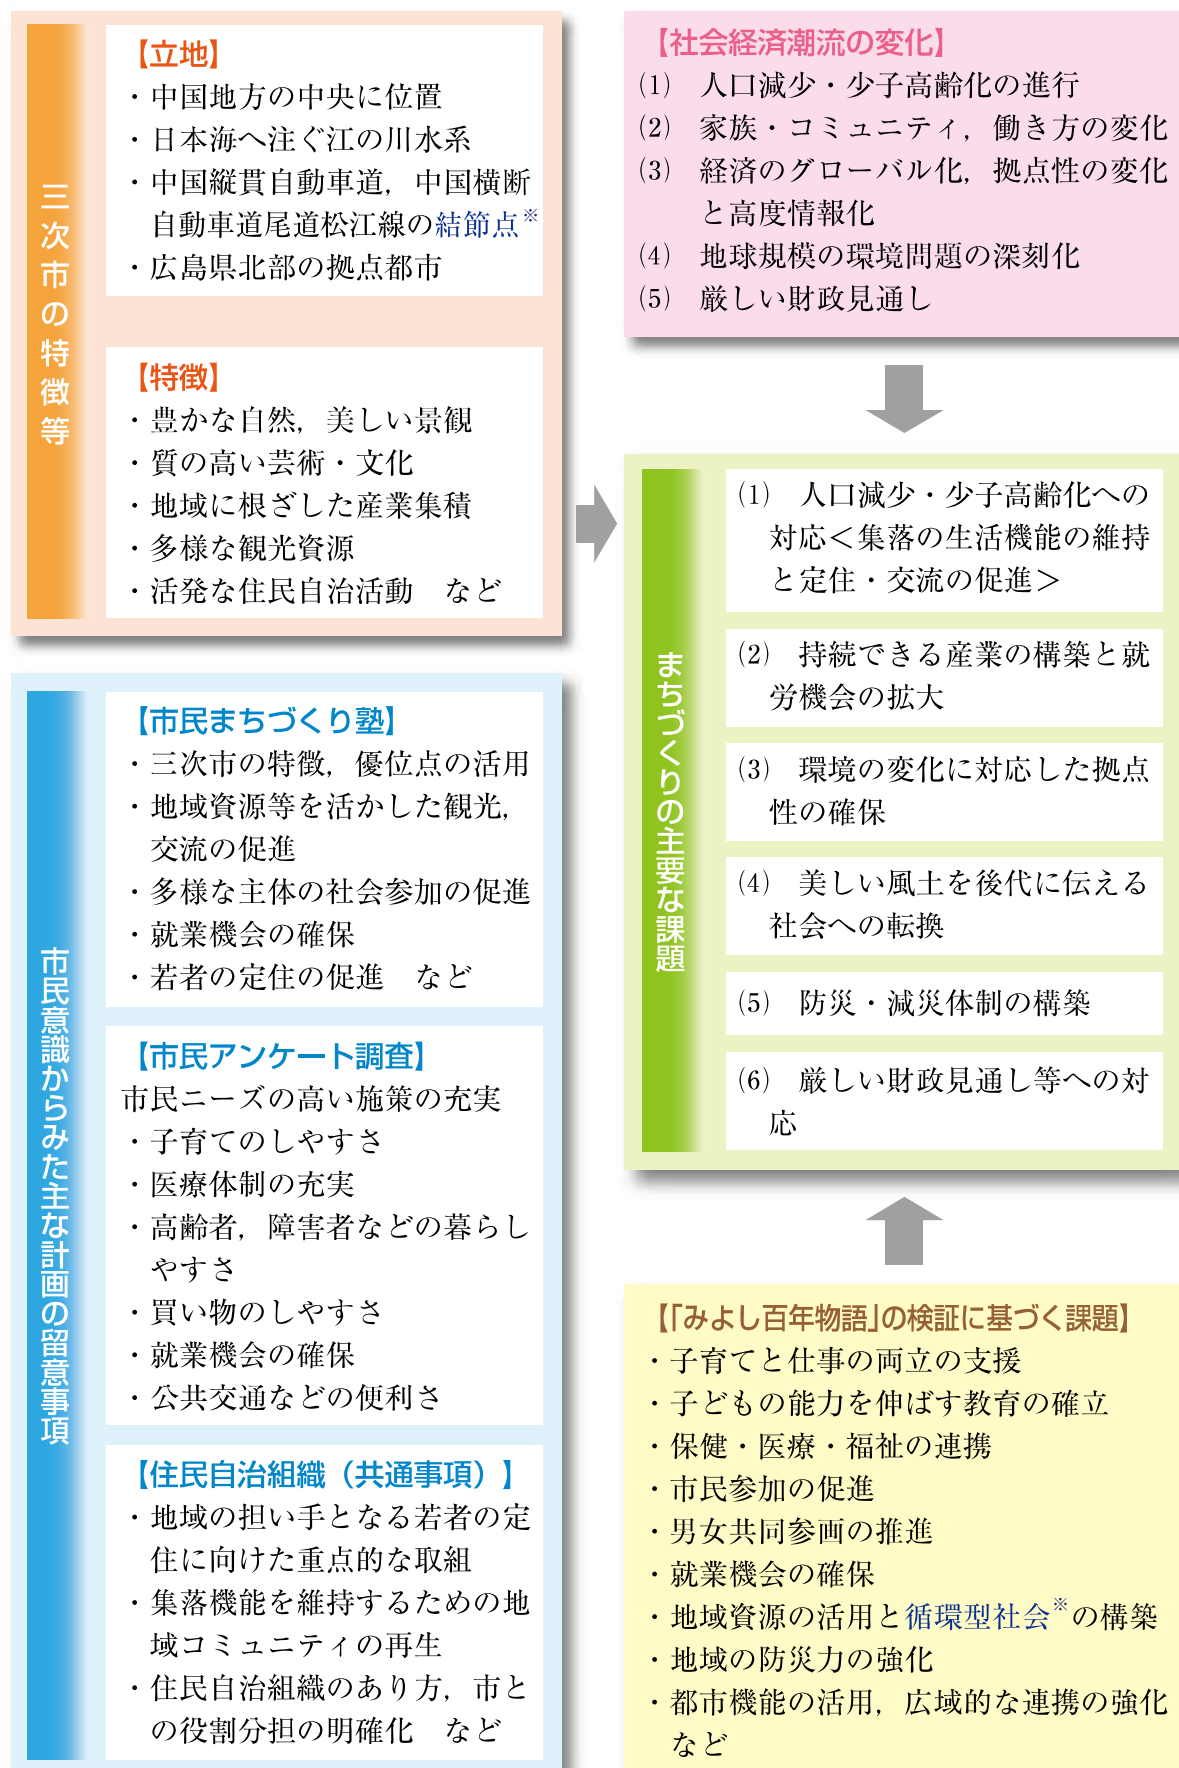 三次市の特徴等
【立地】
・中国地方の中央に位置
・日本海へ注ぐ江の川水系
・中国縦貫自動車道，中国横断
自動車道尾道松江線の結節点※
・広島県北部の拠点都市
【特徴】
・豊かな自然，美しい景観
・質の高い芸術・文化
・地域に根ざした産業集積
・多様な観光資源
・活発な住民自治活動　など
市民意識からみた主な計画の留意事項
【市民まちづくり塾】
・三次市の特徴，優位点の活用
・地域資源等を活かした観光，
交流の促進
・多様な主体の社会参加の促進
・就業機会の確保
・若者の定住の促進　など
【市民アンケート調査】
市民ニーズの高い施策の充実
・子育てのしやすさ
・医療体制の充実
・高齢者，障害者などの暮らし
やすさ
・買い物のしやすさ
・就業機会の確保
・公共交通などの便利さ
【住民自治組織（共通事項）】
・地域の担い手となる若者の定
住に向けた重点的な取組
・集落機能を維持するための地
域コミュニティの再生
・住民自治組織のあり方，市と
の役割分担の明確化　など
【社会経済潮流の変化】
(1)　人口減少・少子高齢化の進行
(2)　家族・コミュニティ，働き方の変化
(3)　経済のグローバル化，拠点性の変化
と高度情報化
(4)　地球規模の環境問題の深刻化
(5)　厳しい財政見通し
まちづくりの主要な課題
(1)　人口減少・少子高齢化への
対応＜集落の生活機能の維持
と定住・交流の促進＞
(2)　持続できる産業の構築と就
労機会の拡大
(3)　環境の変化に対応した拠点
性の確保
(4)　美しい風土を後代に伝える
社会への転換
(5)　防災・減災体制の構築
(6)　厳しい財政見通し等への対
応
【「みよし百年物語」の検証に基づく課題】
・子育てと仕事の両立の支援
・子どもの能力を伸ばす教育の確立
・保健・医療・福祉の連携
・市民参加の促進
・男女共同参画の推進
・就業機会の確保
・地域資源の活用と循環型社会※の構築
・地域の防災力の強化
・都市機能の活用，広域的な連携の強化
など